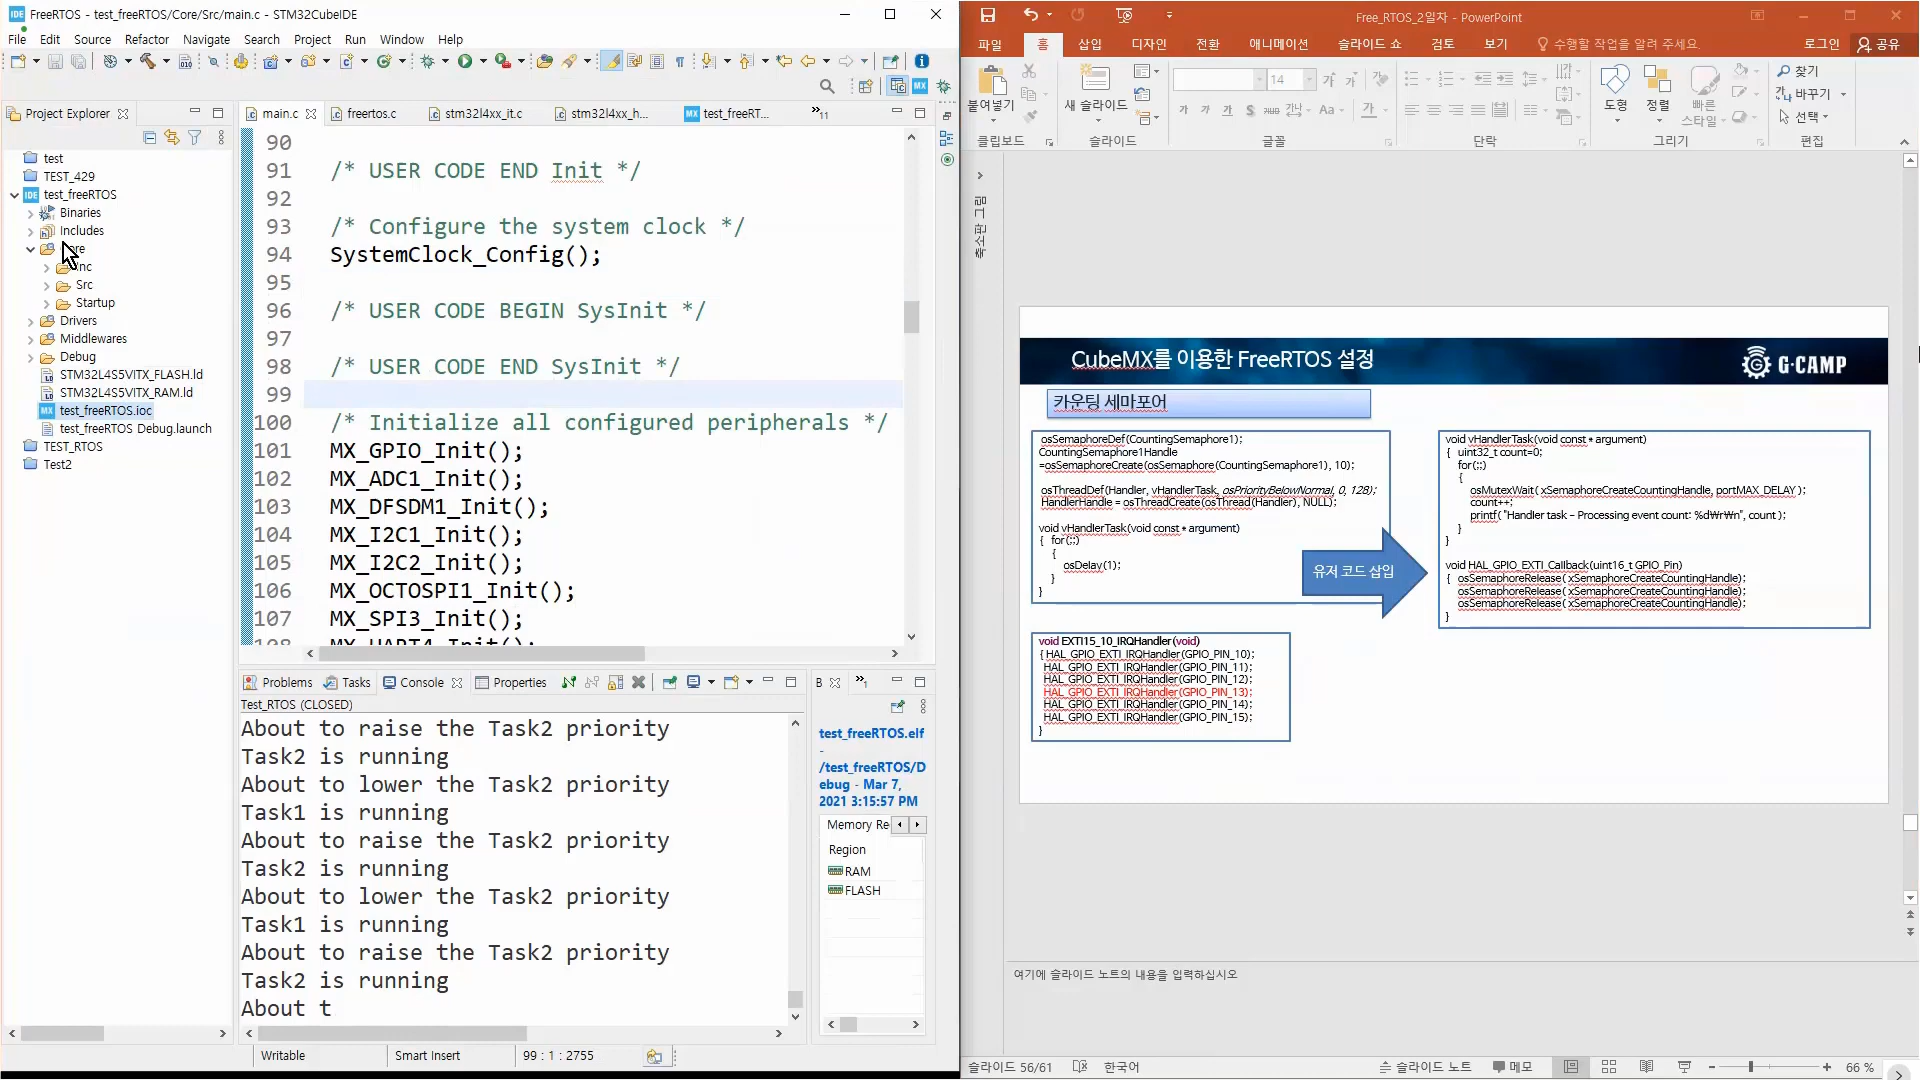 FreeRTOS - test_freeRTOS/Core/Src/main.c - STM32CubeIDE
File Edit Source Refactor Navigate Search Project Run Window Help
Project Explorer
test
TEST_429
test_freeRTOS
Binaries
Includes
Inc
Src
Startup
Drivers
Middlewares
Debug
STM32L4S5VITX_FLASH.ld
STM32L4S5VITX_RAM.ld
test_freeRTOS.ioc
test_freeRTOS Debug.launch
TEST_RTOS
Test2
main.c freertos.c stm32l4xx_it.c stm32l4xx_h... test_freeRT... 11
90
91 /* USER CODE END Init */
92
93 /* Configure the system clock */
94 SystemClock_Config();
95
96 /* USER CODE BEGIN SysInit */
97
98 /* USER CODE END SysInit */
99
100 /* Initialize all configured peripherals */
101 MX_GPIO_Init();
102 MX_ADC1_Init();
103 MX_DFSDM1_Init();
104 MX_I2C1_Init();
105 MX_I2C2_Init();
106 MX_OCTOSPI1_Init();
107 MX_SPI3_Init();
108 MX_UART4_Init();
Problems Tasks Console Properties
Test_RTOS (CLOSED)
About to raise the Task2 priority
Task2 is running
About to lower the Task2 priority
Task1 is running
About to raise the Task2 priority
Task2 is running
About to lower the Task2 priority
Task1 is running
About to raise the Task2 priority
Task2 is running
About t
B
test_freeRTOS.elf
-
/test_freeRTOS/D
ebug - Mar 7,
2021 3:15:57 PM
Memory Re
Region
RAM
FLASH
Writable Smart Insert 99 : 1 : 2755
Free_RTOS_2일차 - PowerPoint
파일 홈 삽입 디자인 전환 애니메이션 슬라이드 쇼 검토 보기 수행할 작업을 알려 주세요. 로그인 공유
붙여넣기 새 슬라이드 14 가 가 가 가 도형 정렬 빠른 스타일 찾기 바꾸기 선택
클립보드 슬라이드 글꼴 단락 그리기 편집
축소판 그림
CubeMX를 이용한 FreeRTOS 설정
G·CAMP
카운팅 세마포어
osSemaphoreDef(CountingSemaphore1);
CountingSemaphore1Handle
=osSemaphoreCreate(osSemaphore(CountingSemaphore1), 10);
osThreadDef(Handler, vHandlerTask, osPriorityBelowNormal, 0, 128);
HandlerHandle = osThreadCreate(osThread(Handler), NULL);
void vHandlerTask(void const * argument)
{ for(;;)
{
osDelay(1);
}
}
유저 코드 삽입
void vHandlerTask(void const * argument)
{ uint32_t count=0;
for(;;)
{
osMutexWait( xSemaphoreCreateCountingHandle, portMAX_DELAY );
count++;
printf( "Handler task – Processing event count: %d₩r₩n", count );
}
}
void HAL_GPIO_EXTI_Callback(uint16_t GPIO_Pin)
{ osSemaphoreRelease( xSemaphoreCreateCountingHandle);
osSemaphoreRelease( xSemaphoreCreateCountingHandle);
osSemaphoreRelease( xSemaphoreCreateCountingHandle);
}
void EXTI15_10_IRQHandler(void)
{ HAL_GPIO_EXTI_IRQHandler(GPIO_PIN_10);
HAL_GPIO_EXTI_IRQHandler(GPIO_PIN_11);
HAL_GPIO_EXTI_IRQHandler(GPIO_PIN_12);
HAL_GPIO_EXTI_IRQHandler(GPIO_PIN_13);
HAL_GPIO_EXTI_IRQHandler(GPIO_PIN_14);
HAL_GPIO_EXTI_IRQHandler(GPIO_PIN_15);
}
여기에 슬라이드 노트의 내용을 입력하십시오
슬라이드 56/61 한국어 슬라이드 노트 메모 66 %